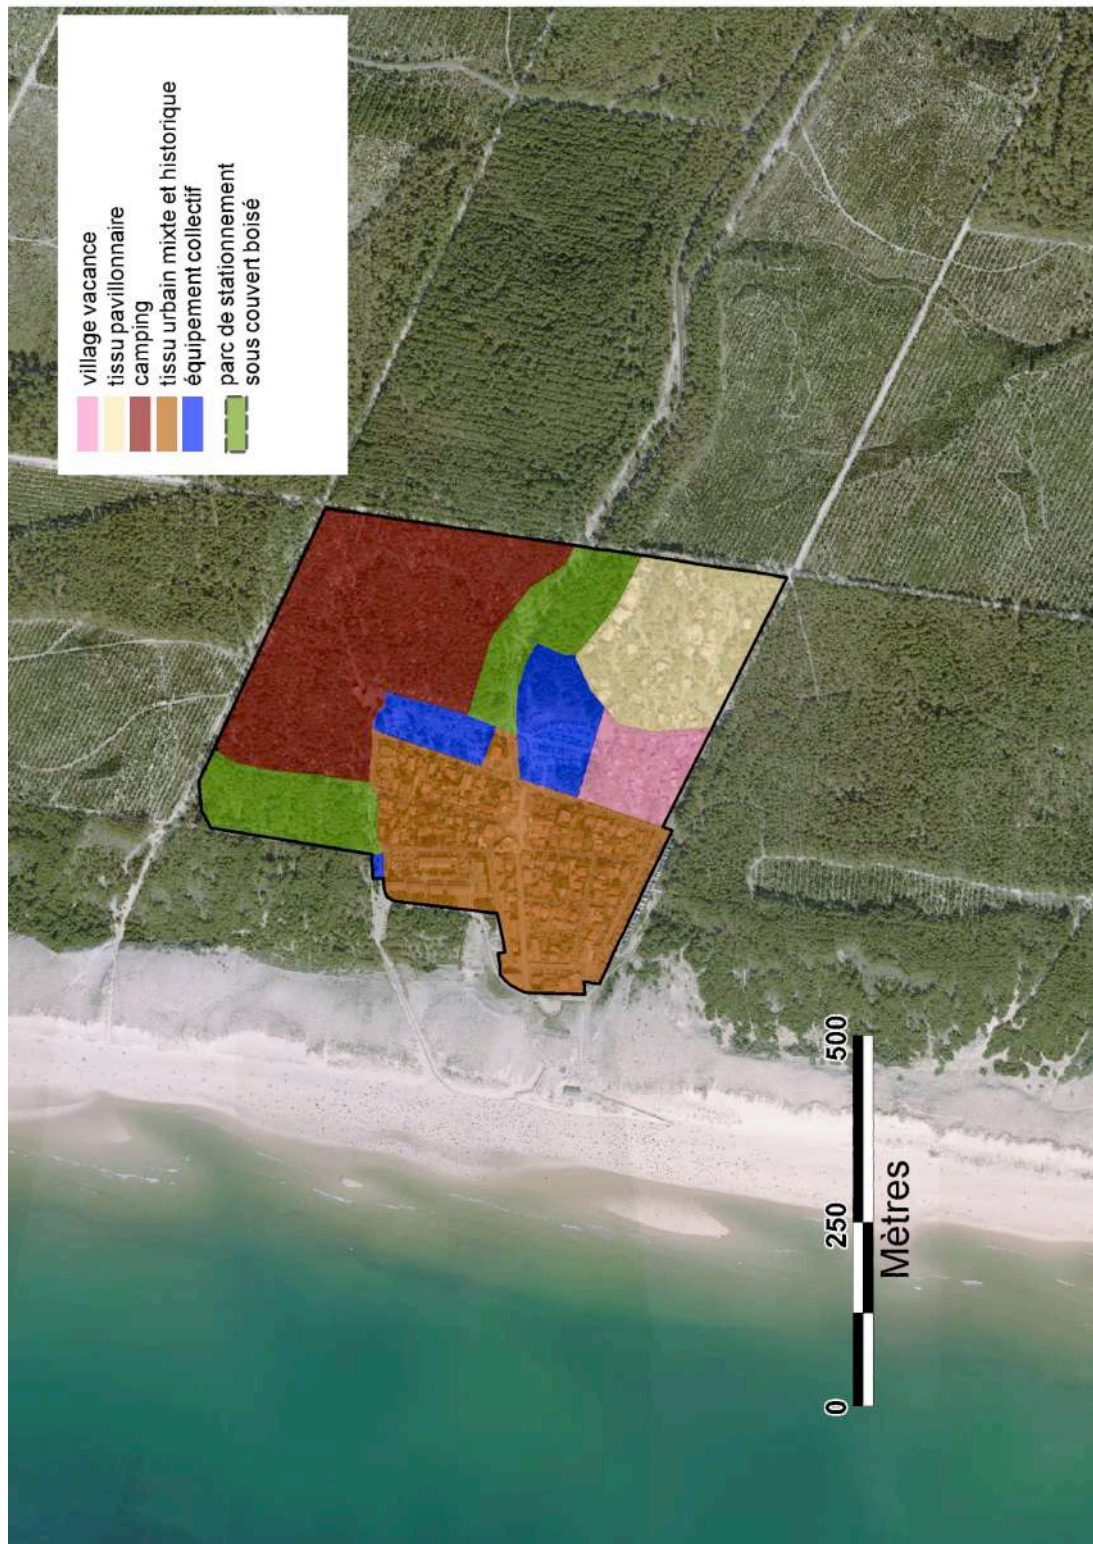 village vacance
tissu pavillonnaire
camping
tissu urbain mixte et historique
équipement collectif
parc de stationnement
sous couvert boisé
0 250 500
Mètres